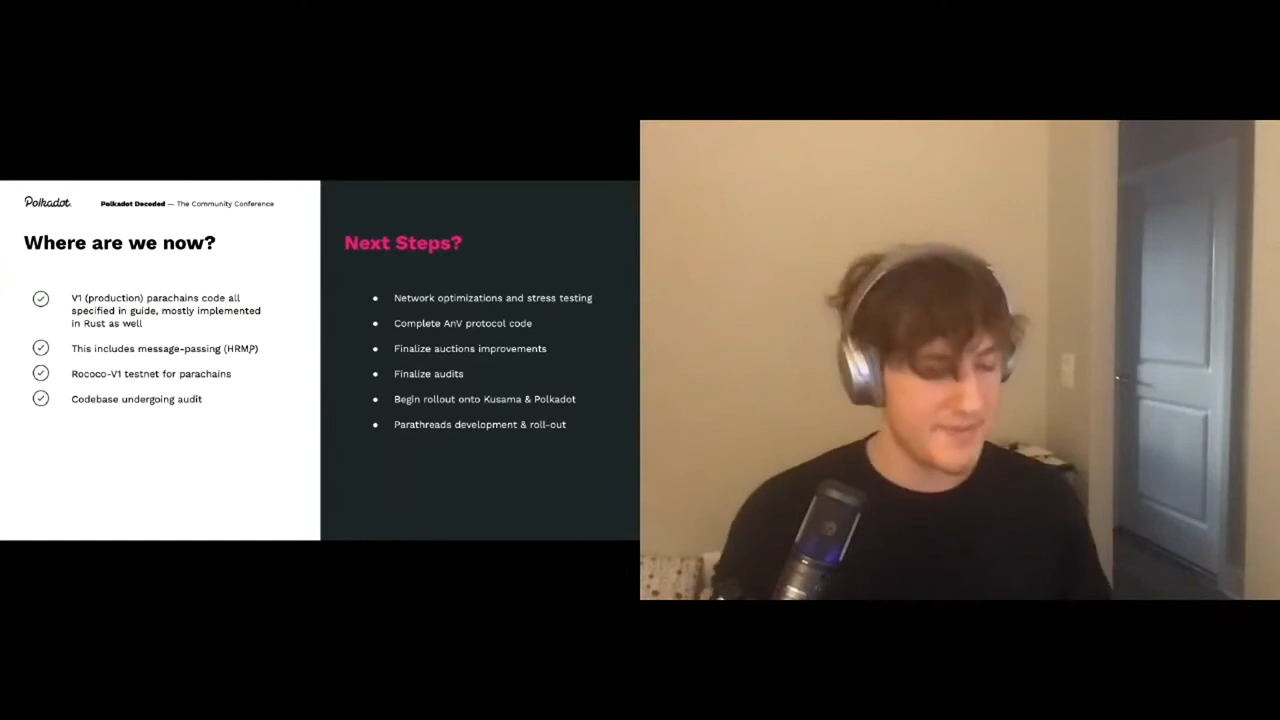 Polkadot.
Polkadot Decoded — The Community Conference
Where are we now?
V1 (production) parachains code all
specified in guide, mostly implemented
in Rust as well
This includes message-passing (HRMP)
Rococo-V1 testnet for parachains
Codebase undergoing audit
Next Steps?
Network optimizations and stress testing
Complete AnV protocol code
Finalize auctions improvements
Finalize audits
Begin rollout onto Kusama & Polkadot
Parathreads development & roll-out